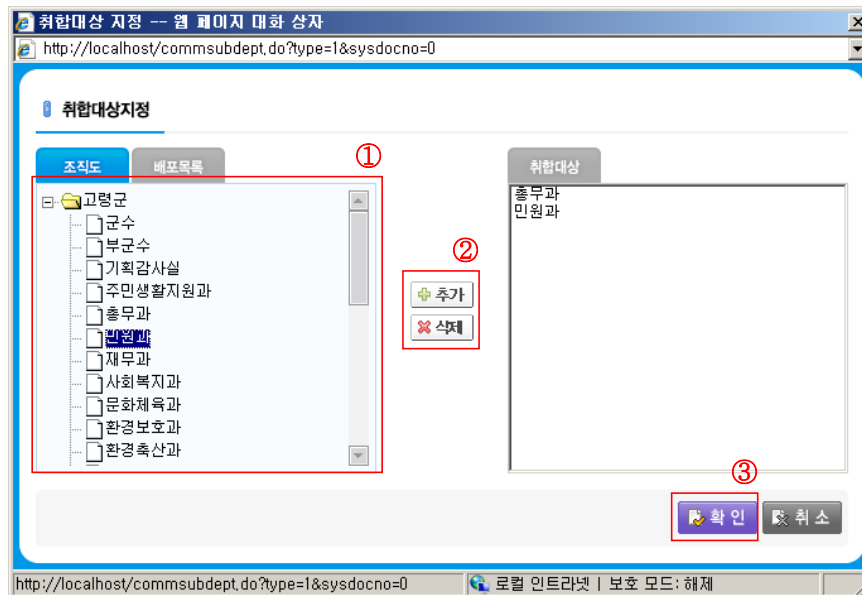 취합대상 지정 -- 웹 페이지 대화 상자
http://localhost/commsubdept.do?type=1&sysdocno=0
취합대상지정
조직도 배포목록 ①
고령군
군수
부군수
기획감사실
주민생활지원과
총무과
민원과
재무과
사회복지과
문화체육과
환경보호과
환경축산과
②
추가
삭제
취합대상
총무과
민원과
③
확인 취소
http://localhost/commsubdept.do?type=1&sysdocno=0 로컬 인트라넷 | 보호 모드: 해제